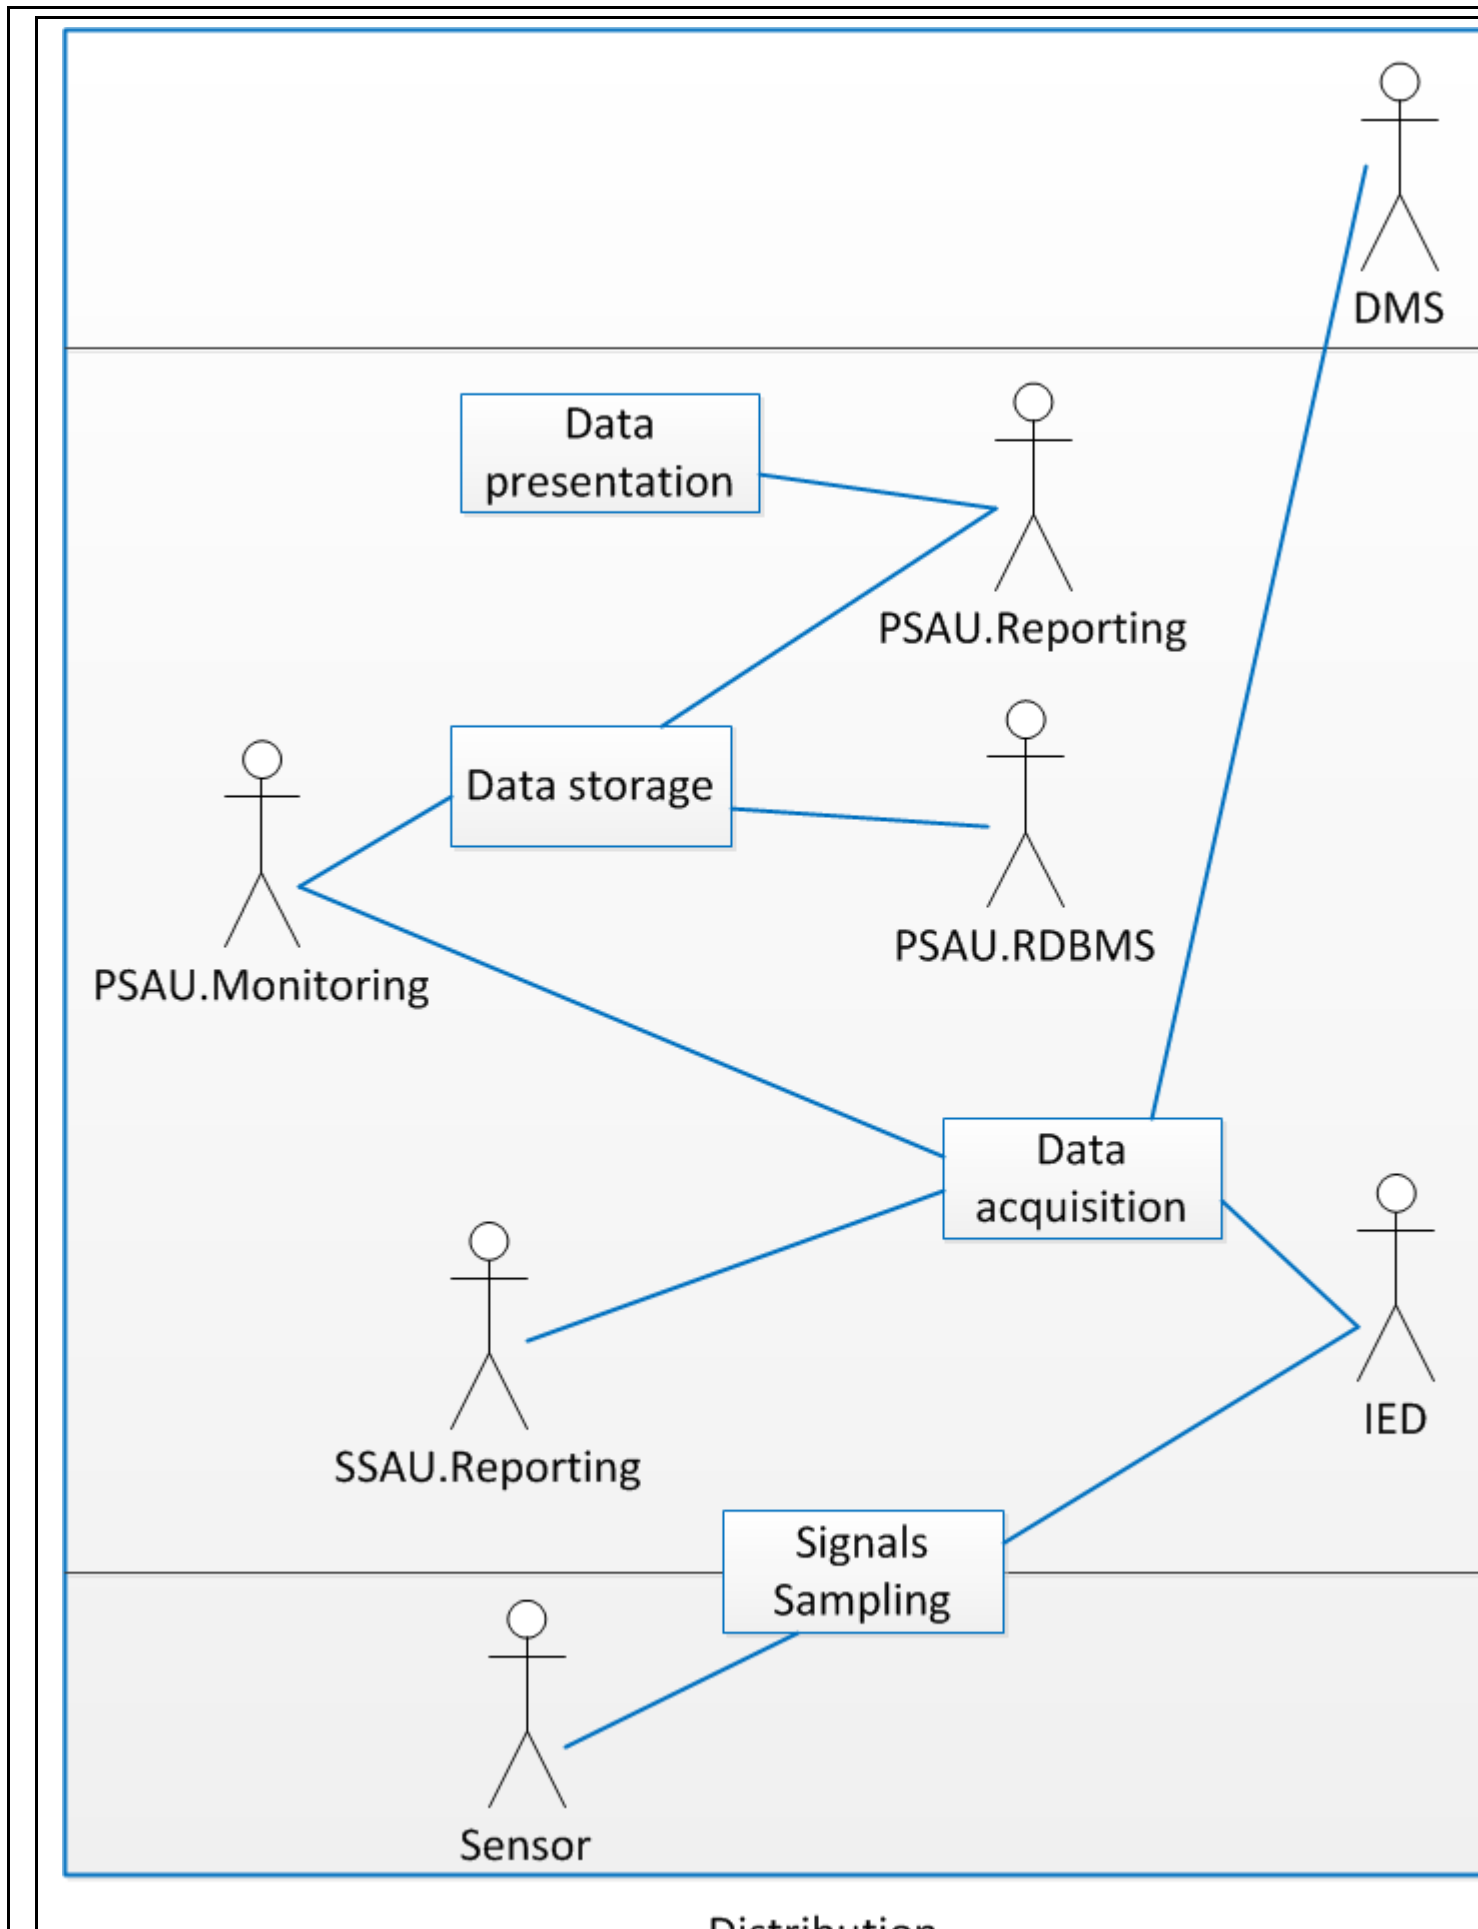 DMS
Data
presentation
PSAU.Reporting
Data storage
PSAU.RDBMS
PSAU.Monitoring
Data
acquisition
IED
SSAU.Reporting
Signals
Sampling
Sensor
Distribution